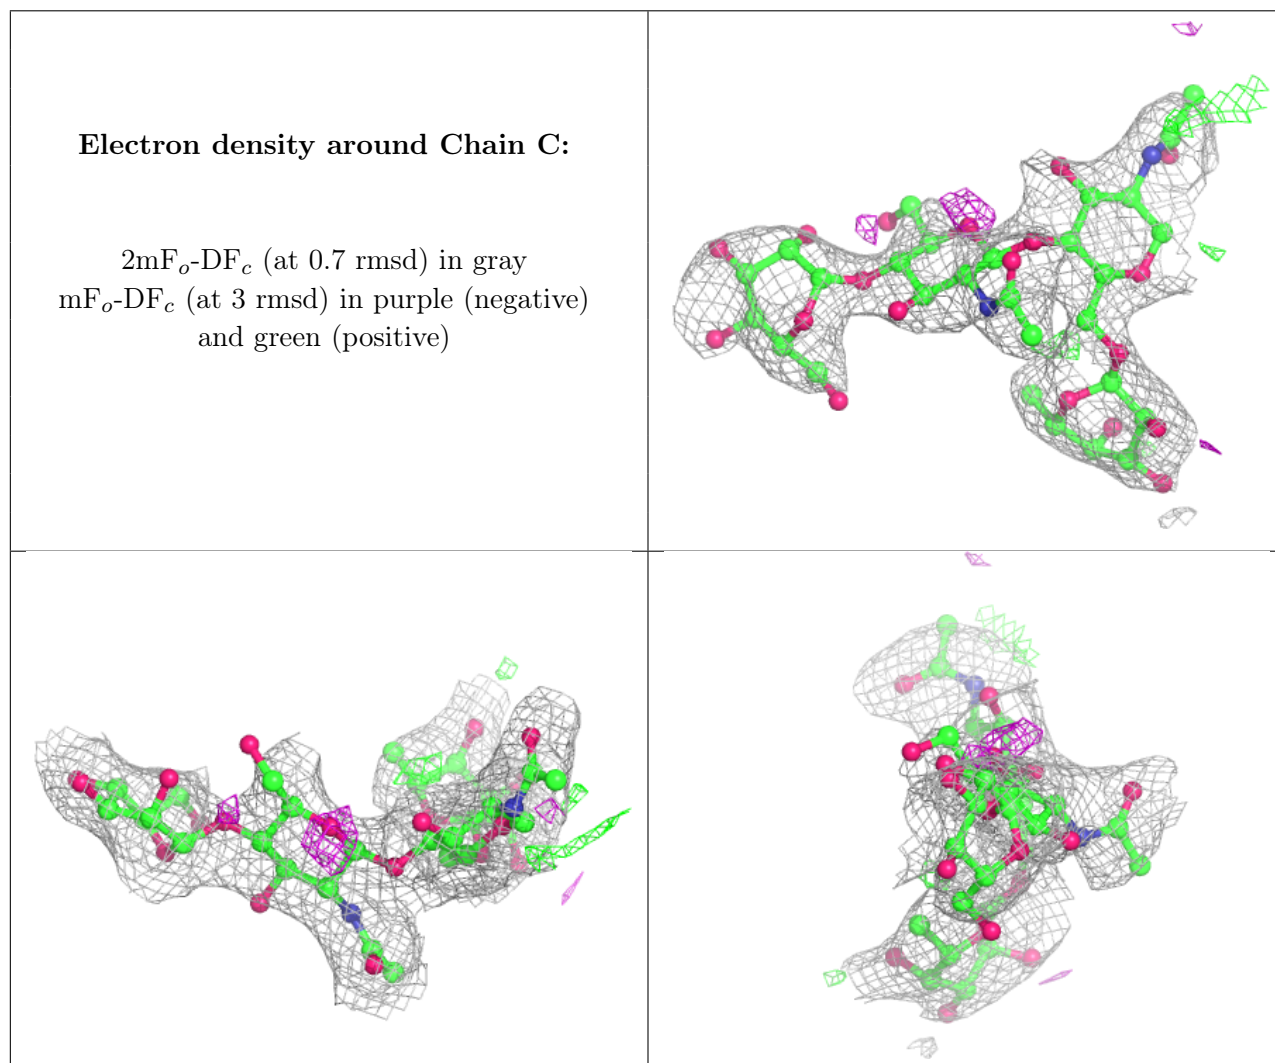 Electron density around Chain C:
2mFo-DFc (at 0.7 rmsd) in gray
mFo-DFc (at 3 rmsd) in purple (negative)
and green (positive)